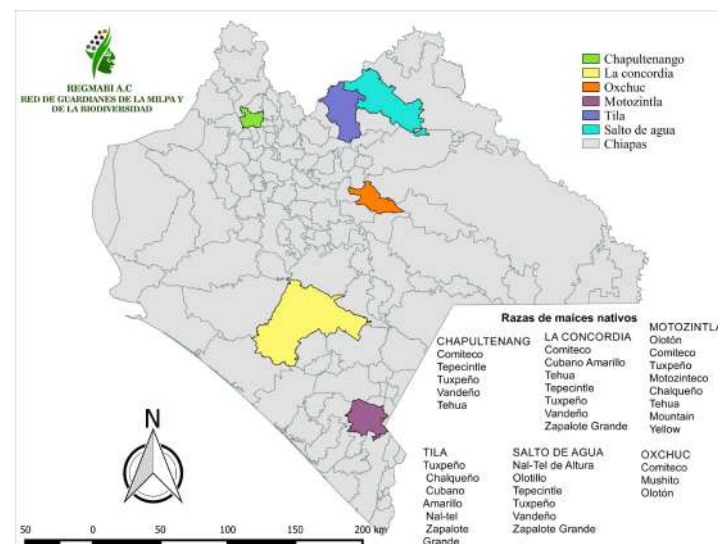 REGMABI A.C
RED DE GUARDIANES DE LA MILPA Y
DE LA BIODIVERSIDAD
Chapultenango
La concordia
Oxchuc
Motozintla
Tila
Salto de agua
Chiapas
Razas de maíces nativos
CHAPULTENANG
Comiteco
Tepecintle
Tuxpeño
Vandeño
Tehua
LA CONCORDIA
Comiteco
Cubano Amarillo
Tehua
Tepecintle
Tuxpeño
Vandeño
Zapalote Grande
MOTOZINTLA
Olotón
Comiteco
Tuxpeño
Motozinteco
Chalqueño
Tehua
Mountain
Yellow
TILA
Tuxpeño
Chalqueño
Cubano
Amarillo
Nal-tel
Zapalote
Grande
SALTO DE AGUA
Nal-Tel de Altura
Olotillo
Tepecintle
Tuxpeño
Vandeño
Zapalote Grande
OXCHUC
Comiteco
Mushito
Olotón
N
50 0 50 100 150 200 km